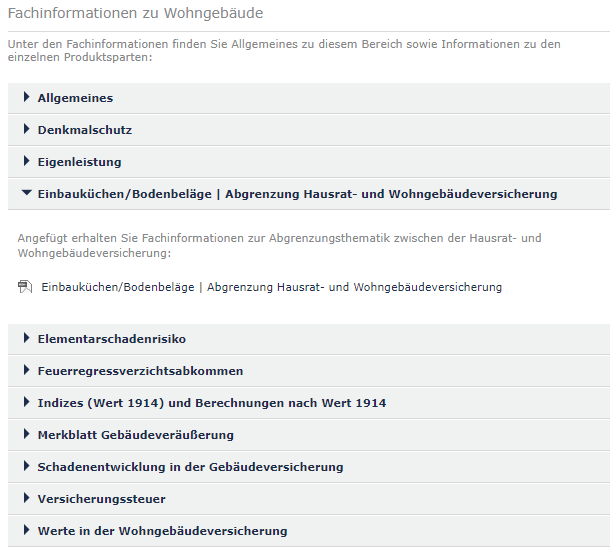 Fachinformationen zu Wohngebäude
Unter den Fachinformationen finden Sie Allgemeines zu diesem Bereich sowie Informationen zu den
einzelnen Produktsparten:
Allgemeines
Denkmalschutz
Eigenleistung
Einbauküchen/Bodenbeläge | Abgrenzung Hausrat- und Wohngebäudeversicherung
Angefügt erhalten Sie Fachinformationen zur Abgrenzungsthematik zwischen der Hausrat- und
Wohngebäudeversicherung:
Einbauküchen/Bodenbeläge | Abgrenzung Hausrat- und Wohngebäudeversicherung
Elementarschadenrisiko
Feuerregressverzichtsabkommen
Indizes (Wert 1914) und Berechnungen nach Wert 1914
Merkblatt Gebäudeveräußerung
Schadenentwicklung in der Gebäudeversicherung
Versicherungssteuer
Werte in der Wohngebäudeversicherung